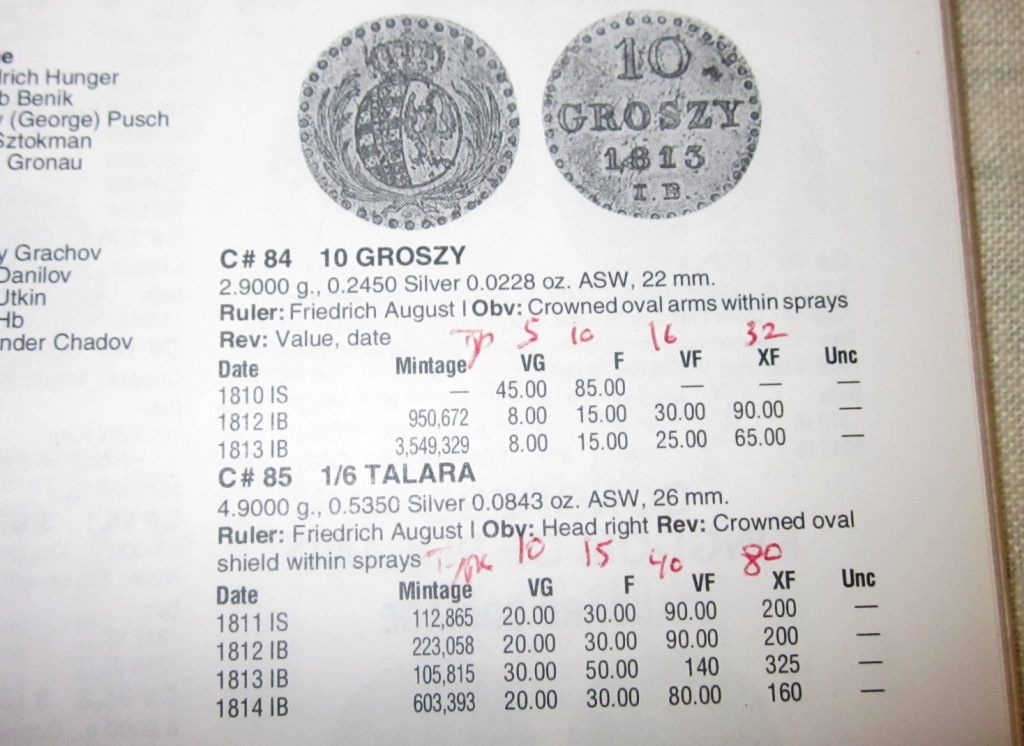 e
lrich Hunger
b Benik
y (George) Pusch
Sztokman
Gronau
y Grachov
Danilov
Utkin
Hb
nder Chadov
10
GROSZY
1813
I.B.
C# 84 10 GROSZY
2.9000 g., 0.2450 Silver 0.0228 oz. ASW, 22 mm.
Ruler: Friedrich August I Obv: Crowned oval arms within sprays
Rev: Value, date
Typ 5 10 16 32
Date Mintage VG F VF XF Unc
1810 IS — 45.00 85.00 — — —
1812 IB 950,672 8.00 15.00 30.00 90.00 —
1813 IB 3,549,329 8.00 15.00 25.00 65.00 —
C# 85 1/6 TALARA
4.9000 g., 0.5350 Silver 0.0843 oz. ASW, 26 mm.
Ruler: Friedrich August I Obv: Head right Rev: Crowned oval
shield within sprays
Type 10 15 40 80
Date Mintage VG F VF XF Unc
1811 IS 112,865 20.00 30.00 90.00 200 —
1812 IB 223,058 20.00 30.00 90.00 200 —
1813 IB 105,815 30.00 50.00 140 325 —
1814 IB 603,393 20.00 30.00 80.00 160 —